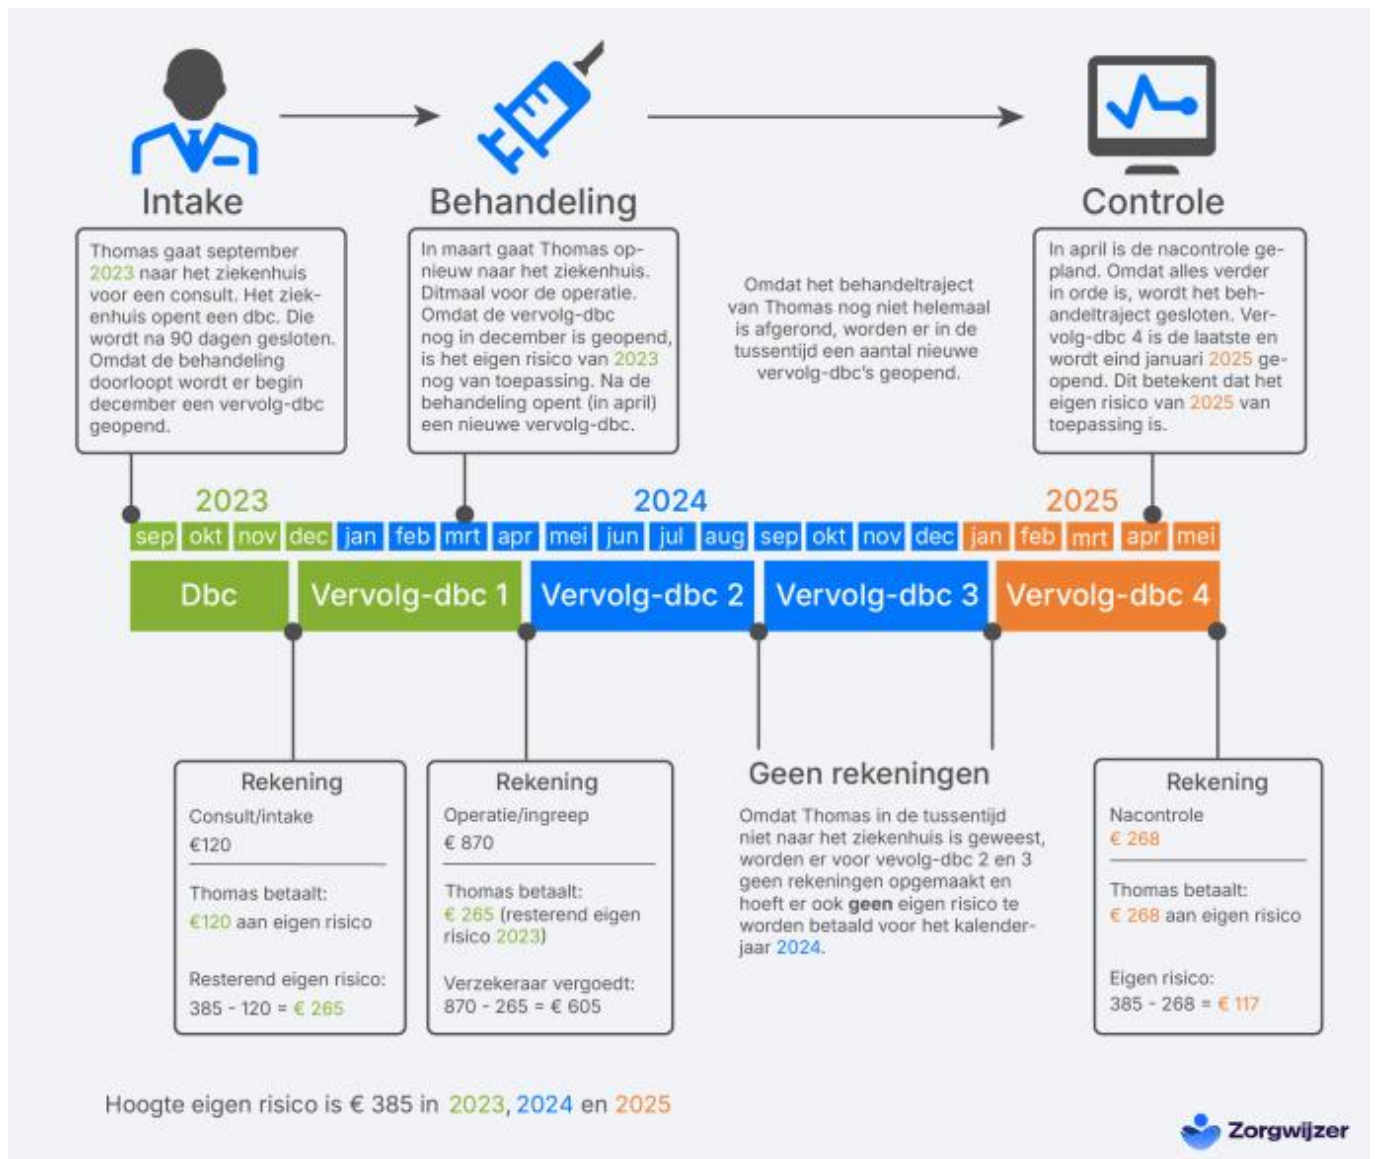 Intake
Thomas gaat september
2023 naar het ziekenhuis
voor een consult. Het ziek-
enhuis opent een dbc. Die
wordt na 90 dagen gesloten.
Omdat de behandeling
doorloopt wordt er begin
december een vervolg-dbc
geopend.
Behandeling
In maart gaat Thomas op-
nieuw naar het ziekenhuis.
Ditmaal voor de operatie.
Omdat de vervolg-dbc
nog in december is geopend,
is het eigen risico van 2023
nog van toepassing. Na de
behandeling opent (in april)
een nieuwe vervolg-dbc.
Omdat het behandeltraject
van Thomas nog niet helemaal
is afgerond, worden er in de
tussentijd een aantal nieuwe
vervolg-dbc's geopend.
Controle
In april is de nacontrole ge-
pland. Omdat alles verder
in orde is, wordt het beh-
andeltraject gesloten. Ver-
volg-dbc 4 is de laatste en
wordt eind januari 2025 ge-
opend. Dit betekent dat het
eigen risico van 2025 van
toepassing is.
2023 2024 2025
sep okt nov dec jan feb mrt apr mei jun jul aug sep okt nov dec jan feb mrt apr mei
Dbc Vervolg-dbc 1 Vervolg-dbc 2 Vervolg-dbc 3 Vervolg-dbc 4
Rekening
Consult/intake
€120
Thomas betaalt:
€120 aan eigen risico
Resterend eigen risico:
385 - 120 = € 265
Rekening
Operatie/ingreep
€ 870
Thomas betaalt:
€ 265 (resterend eigen
risico 2023)
Verzekeraar vergoedt:
870 - 265 = € 605
Geen rekeningen
Omdat Thomas in de tussentijd
niet naar het ziekenhuis is geweest,
worden er voor vevolg-dbc 2 en 3
geen rekeningen opgemaakt en
hoeft er ook geen eigen risico te
worden betaald voor het kalender-
jaar 2024.
Rekening
Nacontrole
€ 268
Thomas betaalt:
€ 268 aan eigen risico
Eigen risico:
385 - 268 = € 117
Hoogte eigen risico is € 385 in 2023, 2024 en 2025
Zorgwijzer